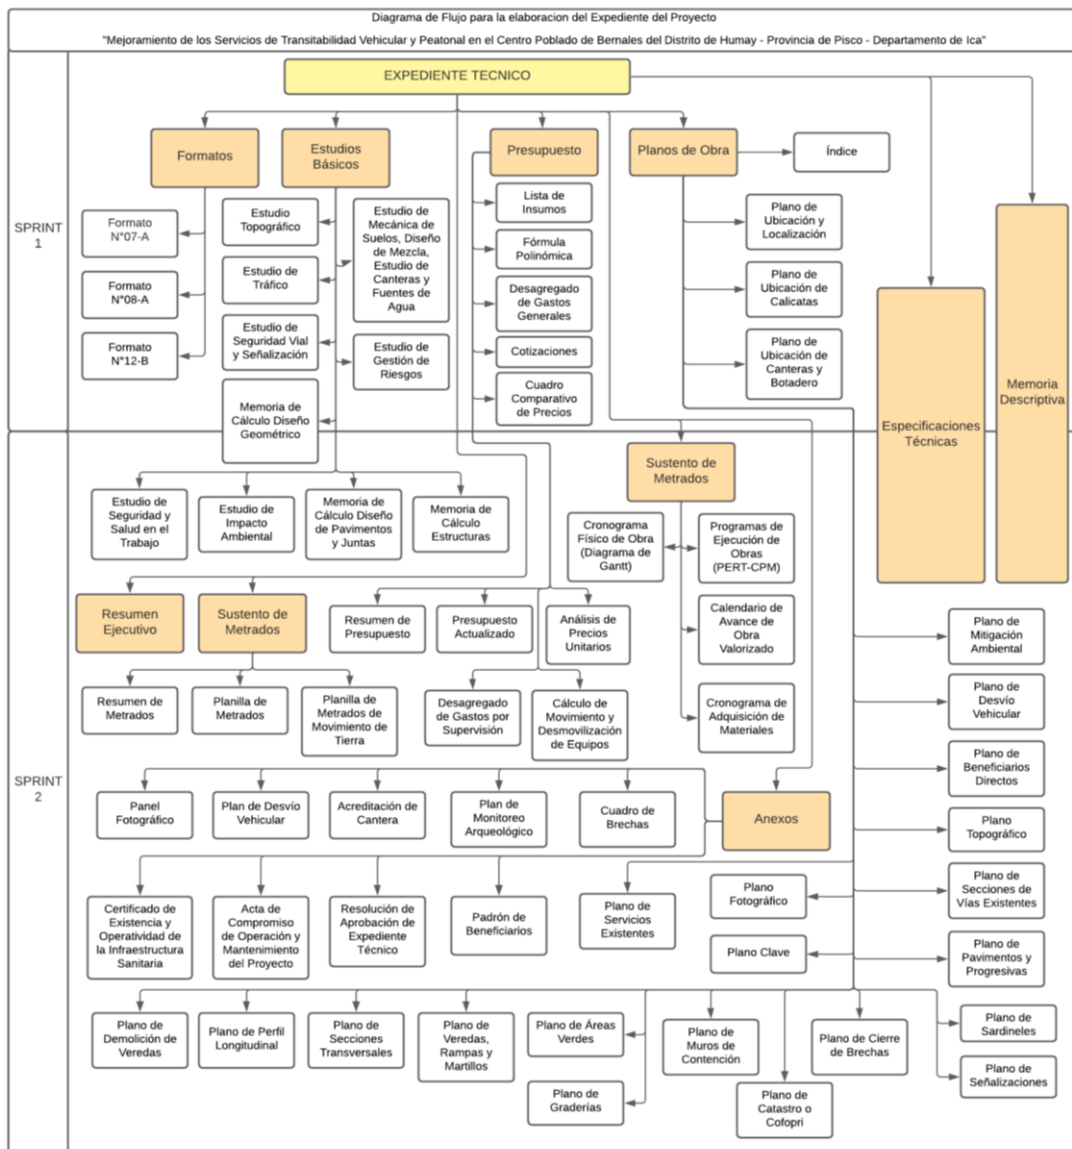 Diagrama de Flujo para la elaboracion del Expediente del Proyecto
"Mejoramiento de los Servicios de Transitabilidad Vehicular y Peatonal en el Centro Poblado de Bernales del Distrito de Humay - Provincia de Pisco - Departamento de Ica"
SPRINT
1
EXPEDIENTE TECNICO
Formatos
Formato
N°07-A
Formato
N°08-A
Formato
N°12-B
Estudios
Básicos
Estudio
Topográfico
Estudio de
Tráfico
Estudio de
Seguridad Vial
y Señalización
Memoria de
Cálculo Diseño
Geométrico
Estudio de
Mecánica de
Suelos, Diseño
de Mezcla,
Estudio de
Canteras y
Fuentes de
Agua
Estudio de
Gestión de
Riesgos
Presupuesto
Lista de
Insumos
Fórmula
Polinómica
Desagregado
de Gastos
Generales
Cotizaciones
Cuadro
Comparativo
de Precios
Planos de Obra
Índice
Plano de
Ubicación y
Localización
Plano de
Ubicación de
Calicatas
Plano de
Ubicación de
Canteras y
Botadero
Especificaciones
Técnicas
Memoria
Descriptiva
SPRINT
2
Estudio de
Seguridad y
Salud en el
Trabajo
Estudio de
Impacto
Ambiental
Memoria de
Cálculo Diseño
de Pavimentos
y Juntas
Memoria de
Cálculo
Estructuras
Sustento de
Metrados
Cronograma
Físico de Obra
(Diagrama de
Gantt)
Programas de
Ejecución de
Obras
(PERT-CPM)
Calendario de
Avance de
Obra
Valorizado
Cronograma de
Adquisición de
Materiales
Resumen
Ejecutivo
Sustento de
Metrados
Resumen de
Metrados
Planilla de
Metrados
Planilla de
Metrados de
Movimiento de
Tierra
Resumen de
Presupuesto
Presupuesto
Actualizado
Análisis de
Precios
Unitarios
Desagregado
de Gastos por
Supervisión
Cálculo de
Movimiento y
Desmovilización
de Equipos
Plano de
Mitigación
Ambiental
Plano de
Desvío
Vehicular
Plano de
Beneficiarios
Directos
Plano
Topográfico
Plano de
Secciones de
Vías Existentes
Plano de
Pavimentos y
Progresivas
Anexos
Panel
Fotográfico
Plan de Desvío
Vehicular
Acreditación de
Cantera
Plan de
Monitoreo
Arqueológico
Cuadro de
Brechas
Certificado de
Existencia y
Operatividad de
la Infraestructura
Sanitaria
Acta de
Compromiso
de Operación y
Mantenimiento
del Proyecto
Resolución de
Aprobación de
Expediente
Técnico
Padrón de
Beneficiarios
Plano de
Servicios
Existentes
Plano
Fotográfico
Plano Clave
Plano de
Demolición de
Veredas
Plano de Perfil
Longitudinal
Plano de
Secciones
Transversales
Plano de
Veredas,
Rampas y
Martillos
Plano de Áreas
Verdes
Plano de
Graderías
Plano de
Muros de
Contención
Plano de
Catastro o
Cofopri
Plano de Cierre
de Brechas
Plano de
Sardineles
Plano de
Señalizaciones